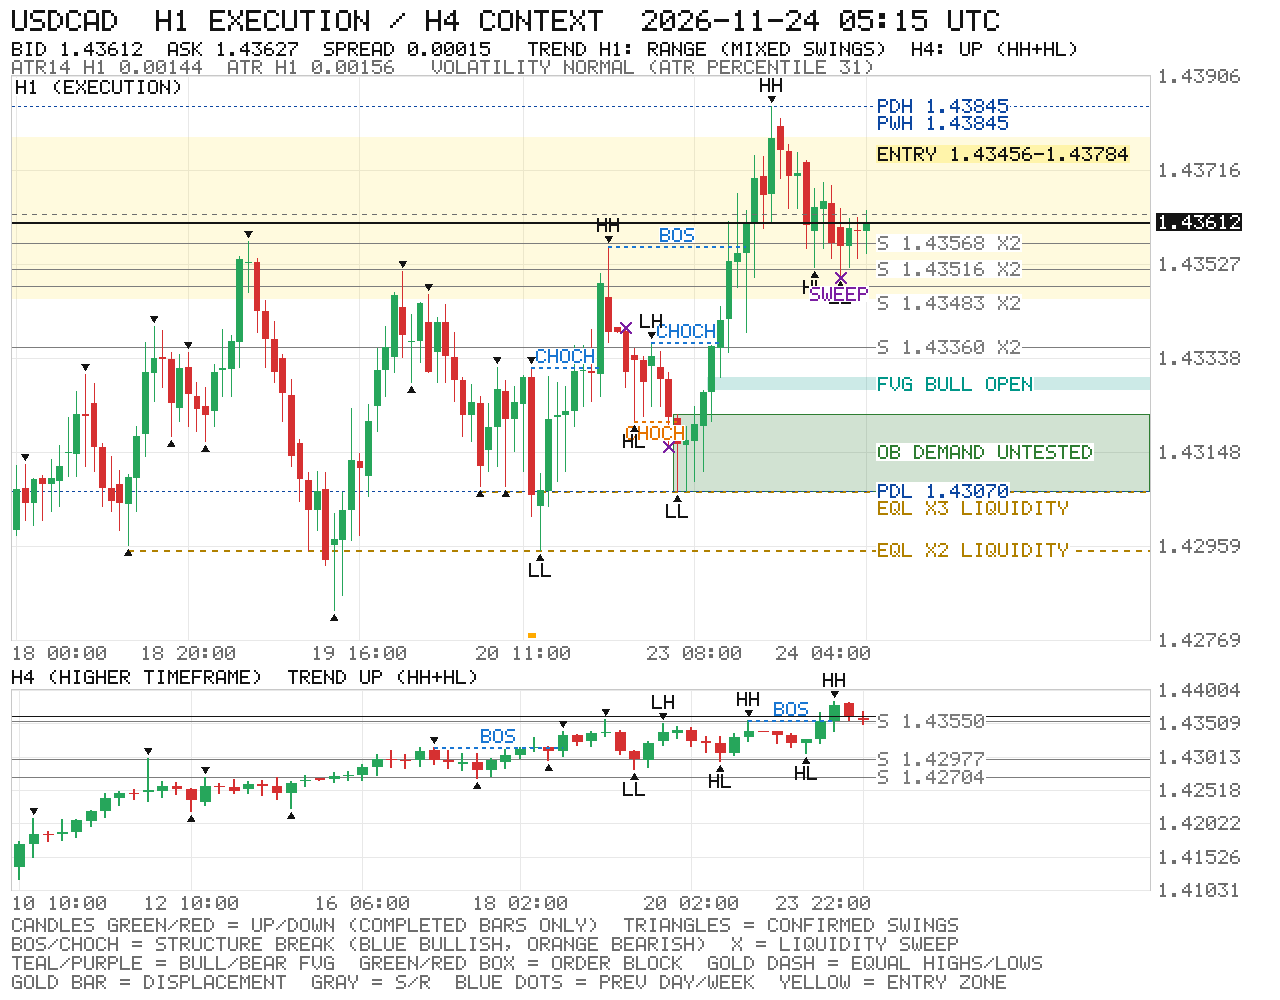 USDCAD  H1 EXECUTION / H4 CONTEXT  2026-11-24 05:15 UTC
BID 1.43612  ASK 1.43627  SPREAD 0.00015   TREND H1: RANGE (MIXED SWINGS)  H4: UP (HH+HL)
ATR14 H1 0.00144  ATR H1 0.00156   VOLATILITY NORMAL (ATR PERCENTILE 31)
H1 (EXECUTION)
1.43906
HH
PDH 1.43845
PWH 1.43845
ENTRY 1.43456-1.43784
1.43716
1.43612
HH
BOS
S 1.43568 X2
S 1.43516 X2
1.43527
SWEEP
S 1.43483 X2
LH
CHOCH
S 1.43360 X2
CHOCH
1.43338
FVG BULL OPEN
CHOCH
HL
OB DEMAND UNTESTED
1.43148
PDL 1.43070
EQL X3 LIQUIDITY
LL
EQL X2 LIQUIDITY
1.42959
LL
1.42769
18 00:00
18 20:00
19 16:00
20 11:00
23 08:00
24 04:00
H4 (HIGHER TIMEFRAME)  TREND UP (HH+HL)
HH
1.44004
LH
HH
BOS
BOS
S 1.43550
1.43509
S 1.42977
1.43013
HL
HL
S 1.42704
LL
1.42518
1.42022
1.41526
1.41031
10 10:00
12 10:00
16 06:00
18 02:00
20 02:00
23 22:00
CANDLES GREEN/RED = UP/DOWN (COMPLETED BARS ONLY)  TRIANGLES = CONFIRMED SWINGS
BOS/CHOCH = STRUCTURE BREAK (BLUE BULLISH, ORANGE BEARISH)  X = LIQUIDITY SWEEP
TEAL/PURPLE = BULL/BEAR FVG  GREEN/RED BOX = ORDER BLOCK  GOLD DASH = EQUAL HIGHS/LOWS
GOLD BAR = DISPLACEMENT  GRAY = S/R  BLUE DOTS = PREV DAY/WEEK  YELLOW = ENTRY ZONE